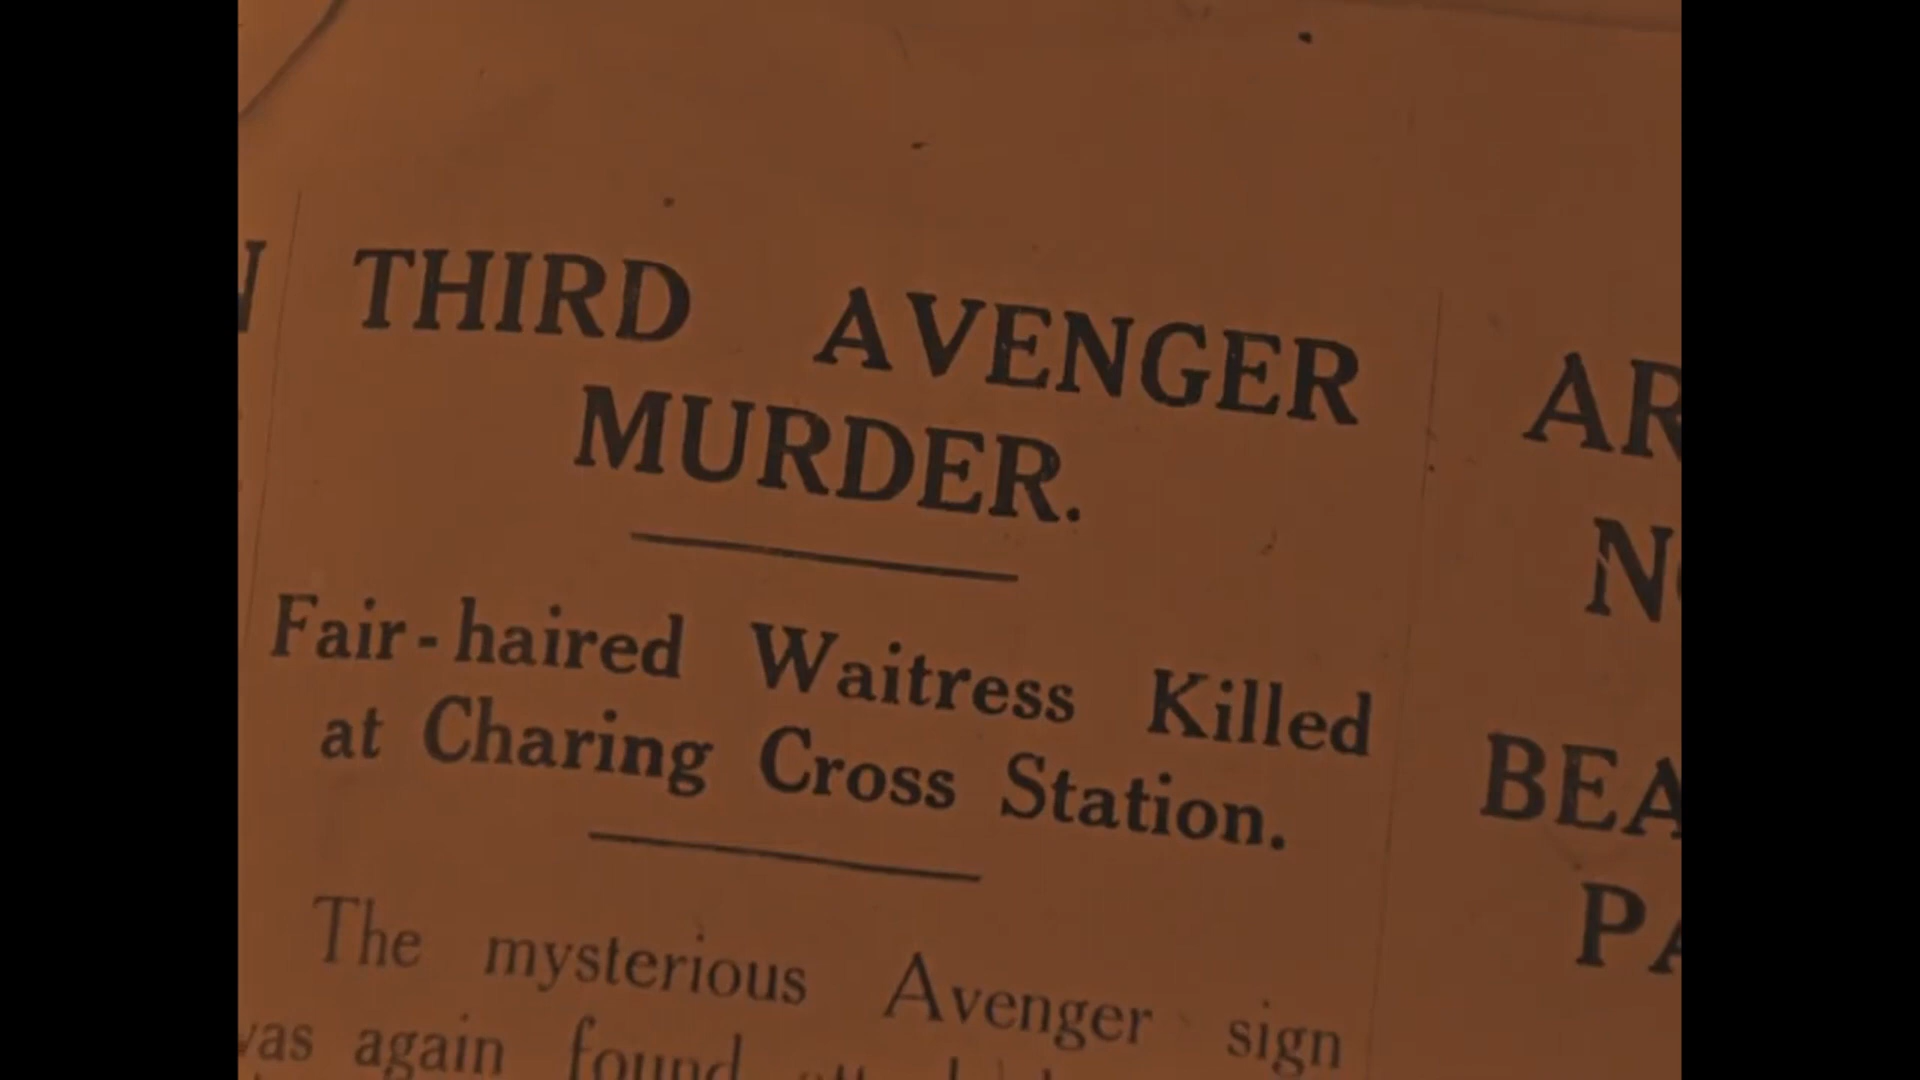 THIRD AVENGER
MURDER.
Fair-haired Waitress Killed
at Charing Cross Station.
The mysterious Avenger sign
was again found
AR
NO
BEA
PA